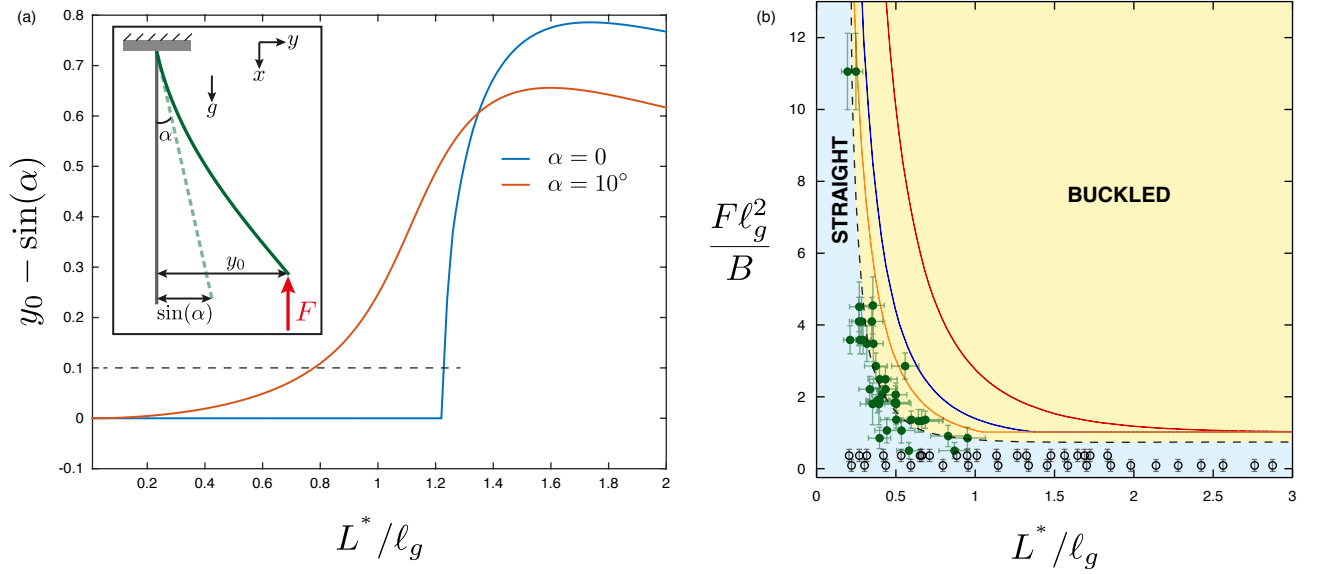 (a)
0.8
0.7
0.6
0.5
0.4
0.3
0.2
0.1
0
-0.1
y₀ − sin(α)
y
x
g
α
y₀
sin(α)
F
α = 0
α = 10°
0.2 0.4 0.6 0.8 1 1.2 1.4 1.6 1.8 2
L*/ℓg
(b)
12
10
8
6
4
2
0
Fℓg²
B
STRAIGHT
BUCKLED
0 0.5 1 1.5 2 2.5 3
L*/ℓg